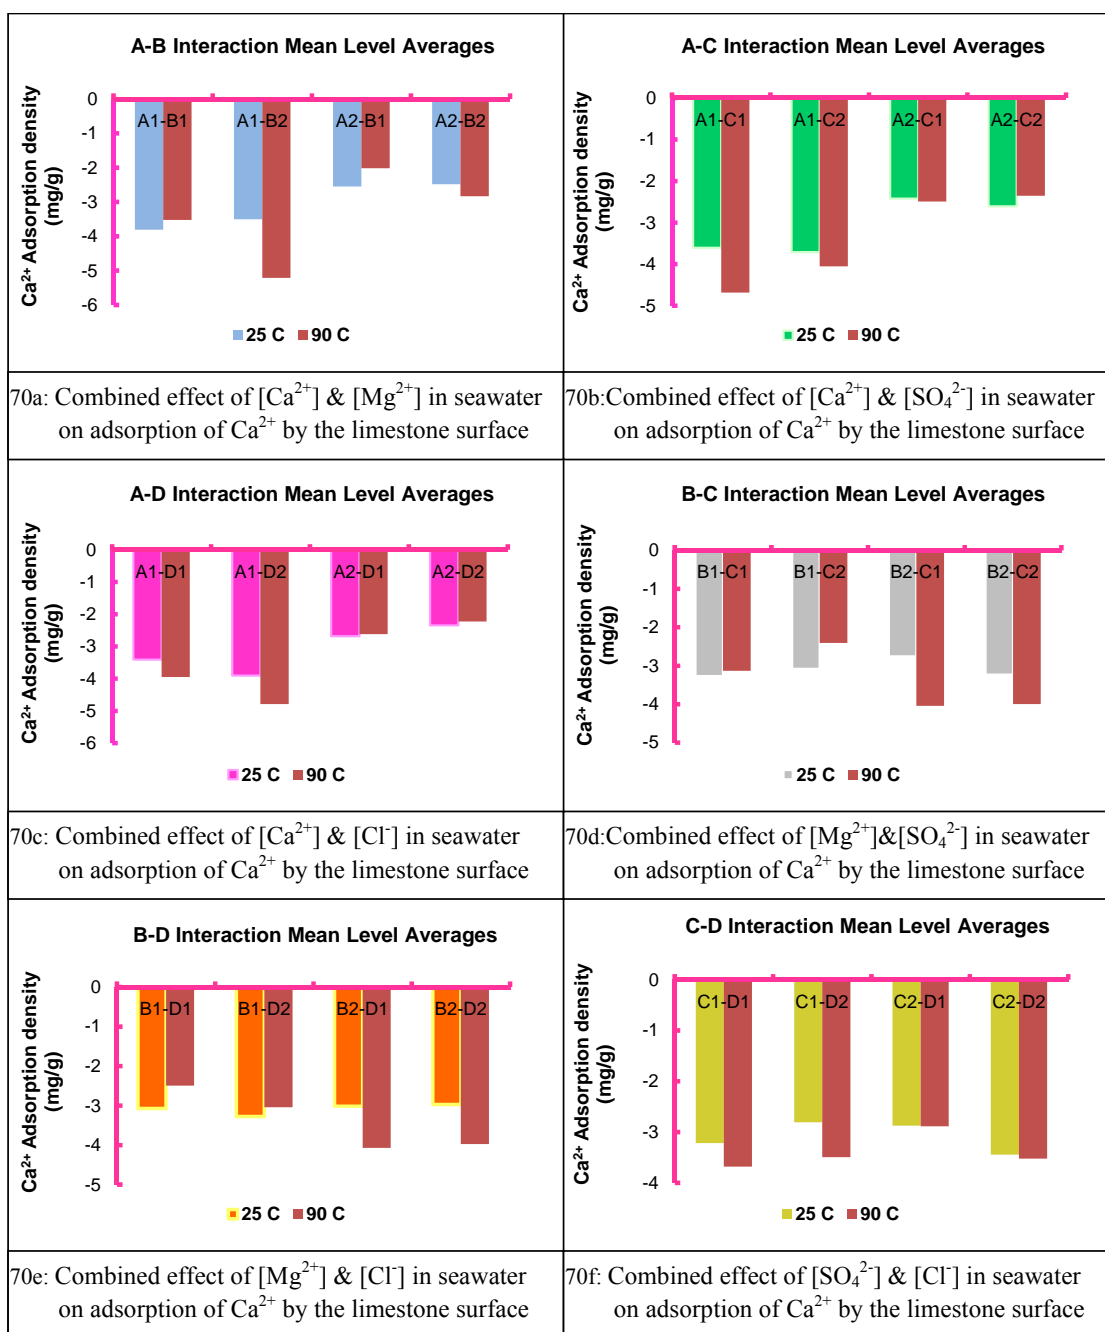 A-B Interaction Mean Level Averages
Ca²⁺ Adsorption density
(mg/g)
0
-1
-2
-3
-4
-5
-6
A1-B1 A1-B2 A2-B1 A2-B2
25 C 90 C
70a: Combined effect of [Ca²⁺] & [Mg²⁺] in seawater
on adsorption of Ca²⁺ by the limestone surface
A-C Interaction Mean Level Averages
Ca²⁺ Adsorption density
(mg/g)
0
-1
-2
-3
-4
-5
A1-C1 A1-C2 A2-C1 A2-C2
25 C 90 C
70b:Combined effect of [Ca²⁺] & [SO₄²⁻] in seawater
on adsorption of Ca²⁺ by the limestone surface
A-D Interaction Mean Level Averages
Ca²⁺ Adsorption density
(mg/g)
0
-1
-2
-3
-4
-5
-6
A1-D1 A1-D2 A2-D1 A2-D2
25 C 90 C
70c: Combined effect of [Ca²⁺] & [Cl⁻] in seawater
on adsorption of Ca²⁺ by the limestone surface
B-C Interaction Mean Level Averages
Ca²⁺ Adsorption density
(mg/g)
0
-1
-2
-3
-4
-5
B1-C1 B1-C2 B2-C1 B2-C2
25 C 90 C
70d:Combined effect of [Mg²⁺]&[SO₄²⁻] in seawater
on adsorption of Ca²⁺ by the limestone surface
B-D Interaction Mean Level Averages
Ca²⁺ Adsorption density
(mg/g)
0
-1
-2
-3
-4
-5
B1-D1 B1-D2 B2-D1 B2-D2
25 C 90 C
70e: Combined effect of [Mg²⁺] & [Cl⁻] in seawater
on adsorption of Ca²⁺ by the limestone surface
C-D Interaction Mean Level Averages
Ca²⁺ Adsorption density
(mg/g)
0
-1
-2
-3
-4
C1-D1 C1-D2 C2-D1 C2-D2
25 C 90 C
70f: Combined effect of [SO₄²⁻] & [Cl⁻] in seawater
on adsorption of Ca²⁺ by the limestone surface